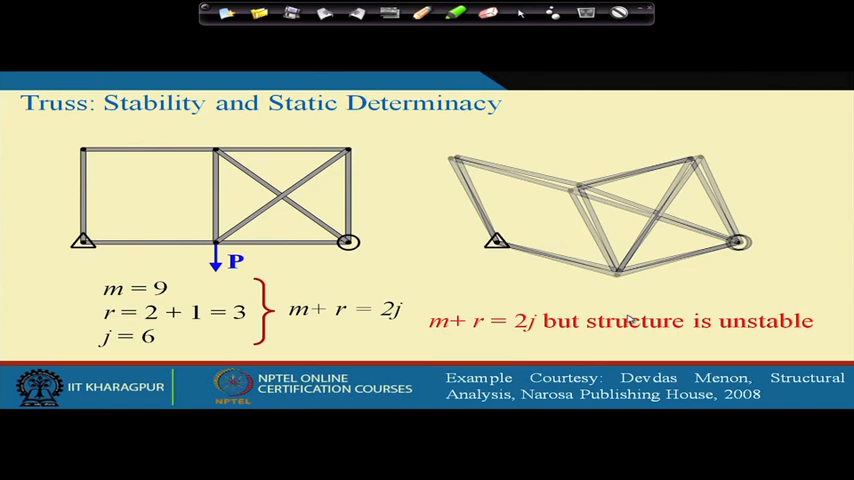 Truss: Stability and Static Determinacy
P
m = 9
r = 2 + 1 = 3
j = 6
m+ r = 2j
m+ r = 2j but structure is unstable
IIT KHARAGPUR
NPTEL
NPTEL ONLINE
CERTIFICATION COURSES
Example Courtesy: Devdas Menon, Structural
Analysis, Narosa Publishing House, 2008